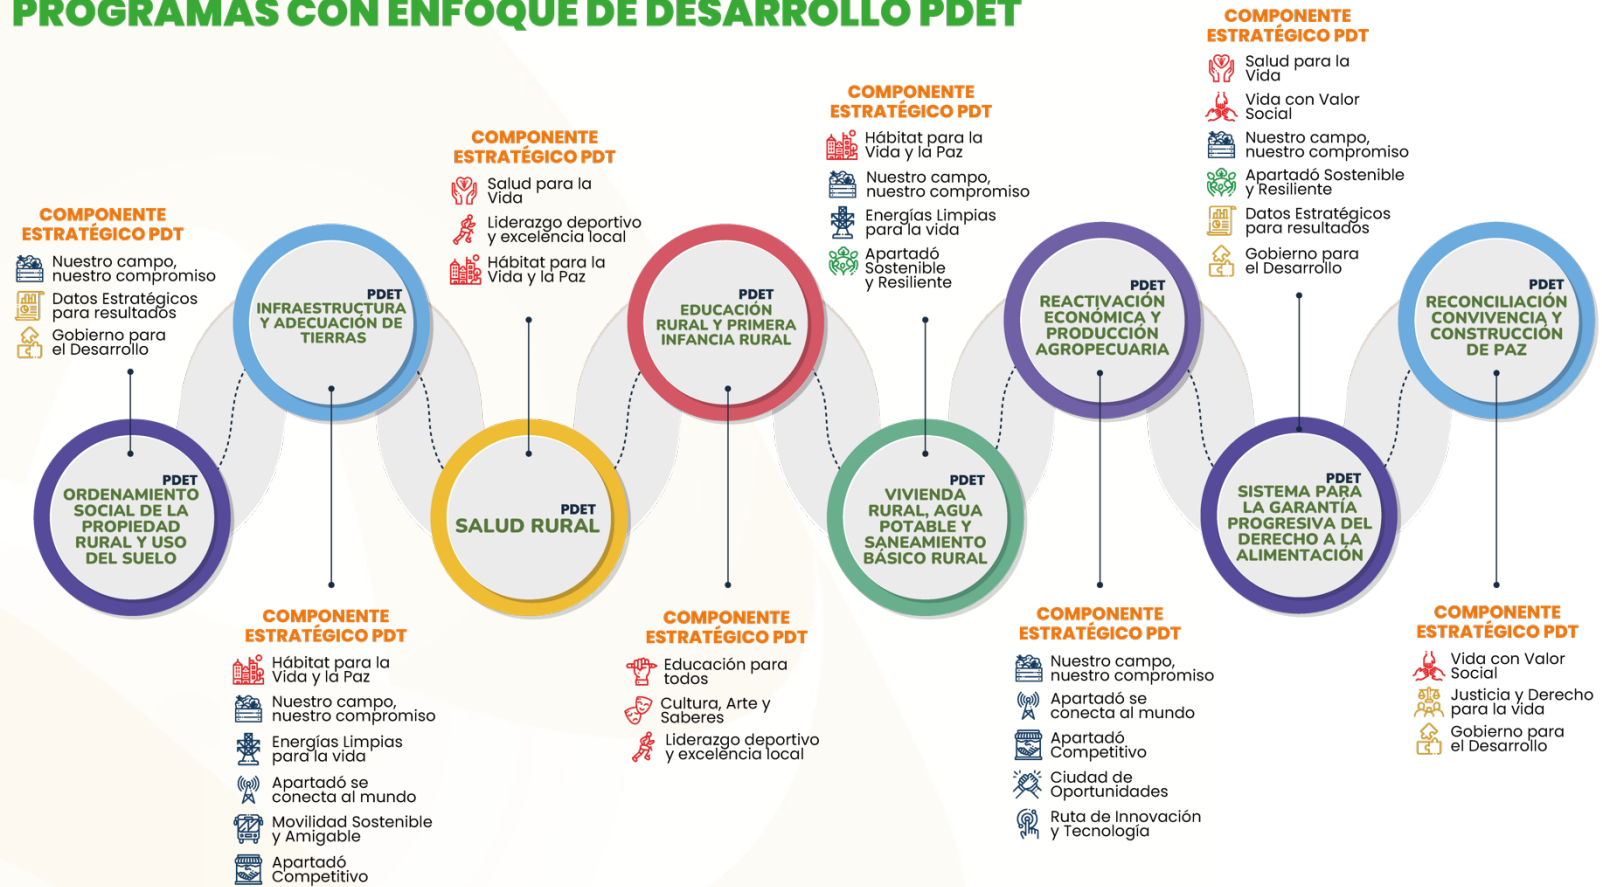 PROGRAMAS CON ENFOQUE DE DESARROLLO PDET
COMPONENTE
ESTRATÉGICO PDT
Nuestro campo,
nuestro compromiso
Datos Estratégicos
para resultados
Gobierno para
el Desarrollo
PDET
ORDENAMIENTO
SOCIAL DE LA
PROPIEDAD
RURAL Y USO
DEL SUELO
PDET
INFRAESTRUCTURA
Y ADECUACIÓN DE
TIERRAS
COMPONENTE
ESTRATÉGICO PDT
Hábitat para la
Vida y la Paz
Nuestro campo,
nuestro compromiso
Energías Limpias
para la vida
Apartadó se
conecta al mundo
Movilidad Sostenible
y Amigable
Apartadó
Competitivo
COMPONENTE
ESTRATÉGICO PDT
Salud para la
Vida
Liderazgo deportivo
y excelencia local
Hábitat para la
Vida y la Paz
PDET
SALUD RURAL
PDET
EDUCACIÓN
RURAL Y PRIMERA
INFANCIA RURAL
COMPONENTE
ESTRATÉGICO PDT
Educación para
todos
Cultura, Arte y
Saberes
Liderazgo deportivo
y excelencia local
COMPONENTE
ESTRATÉGICO PDT
Hábitat para la
Vida y la Paz
Nuestro campo,
nuestro compromiso
Energías Limpias
para la vida
Apartadó
Sostenible
y Resiliente
PDET
VIVIENDA
RURAL, AGUA
POTABLE Y
SANEAMIENTO
BÁSICO RURAL
PDET
REACTIVACIÓN
ECONÓMICA Y
PRODUCCIÓN
AGROPECUARIA
COMPONENTE
ESTRATÉGICO PDT
Nuestro campo,
nuestro compromiso
Apartadó se
conecta al mundo
Apartadó
Competitivo
Ciudad de
Oportunidades
Ruta de Innovación
y Tecnología
COMPONENTE
ESTRATÉGICO PDT
Salud para la
Vida
Vida con Valor
Social
Nuestro campo,
nuestro compromiso
Apartadó Sostenible
y Resiliente
Datos Estratégicos
para resultados
Gobierno para
el Desarrollo
PDET
SISTEMA PARA
LA GARANTÍA
PROGRESIVA DEL
DERECHO A LA
ALIMENTACIÓN
PDET
RECONCILIACIÓN
CONVIVENCIA Y
CONSTRUCCIÓN
DE PAZ
COMPONENTE
ESTRATÉGICO PDT
Vida con Valor
Social
Justicia y Derecho
para la vida
Gobierno para
el Desarrollo